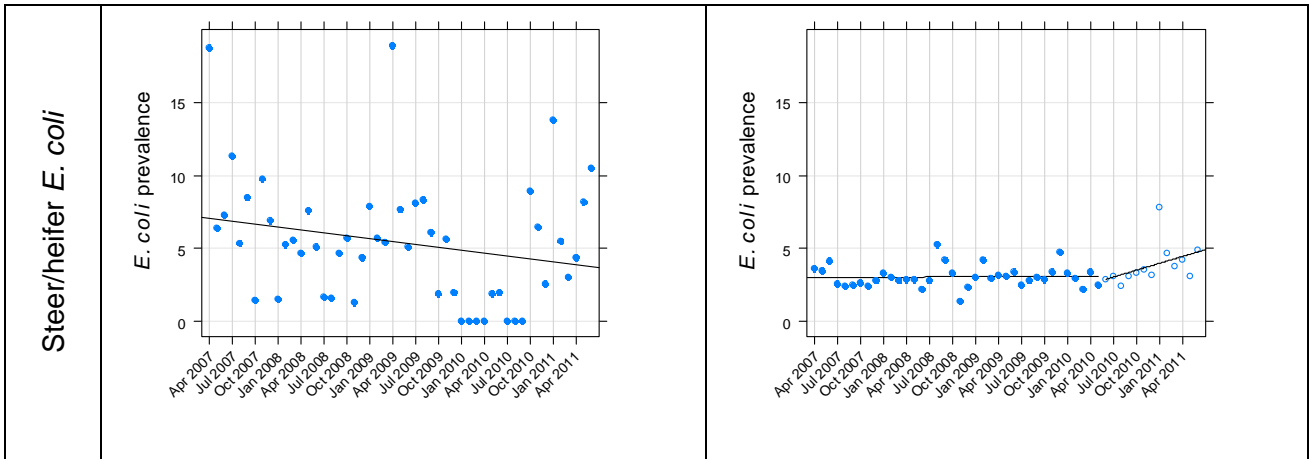 Steer/heifer E. coli
E. coli prevalence
15
10
5
0
Apr 2007
Jul 2007
Oct 2007
Jan 2008
Apr 2008
Jul 2008
Oct 2008
Jan 2009
Apr 2009
Jul 2009
Oct 2009
Jan 2010
Apr 2010
Jul 2010
Oct 2010
Jan 2011
Apr 2011
E. coli prevalence
15
10
5
0
Apr 2007
Jul 2007
Oct 2007
Jan 2008
Apr 2008
Jul 2008
Oct 2008
Jan 2009
Apr 2009
Jul 2009
Oct 2009
Jan 2010
Apr 2010
Jul 2010
Oct 2010
Jan 2011
Apr 2011